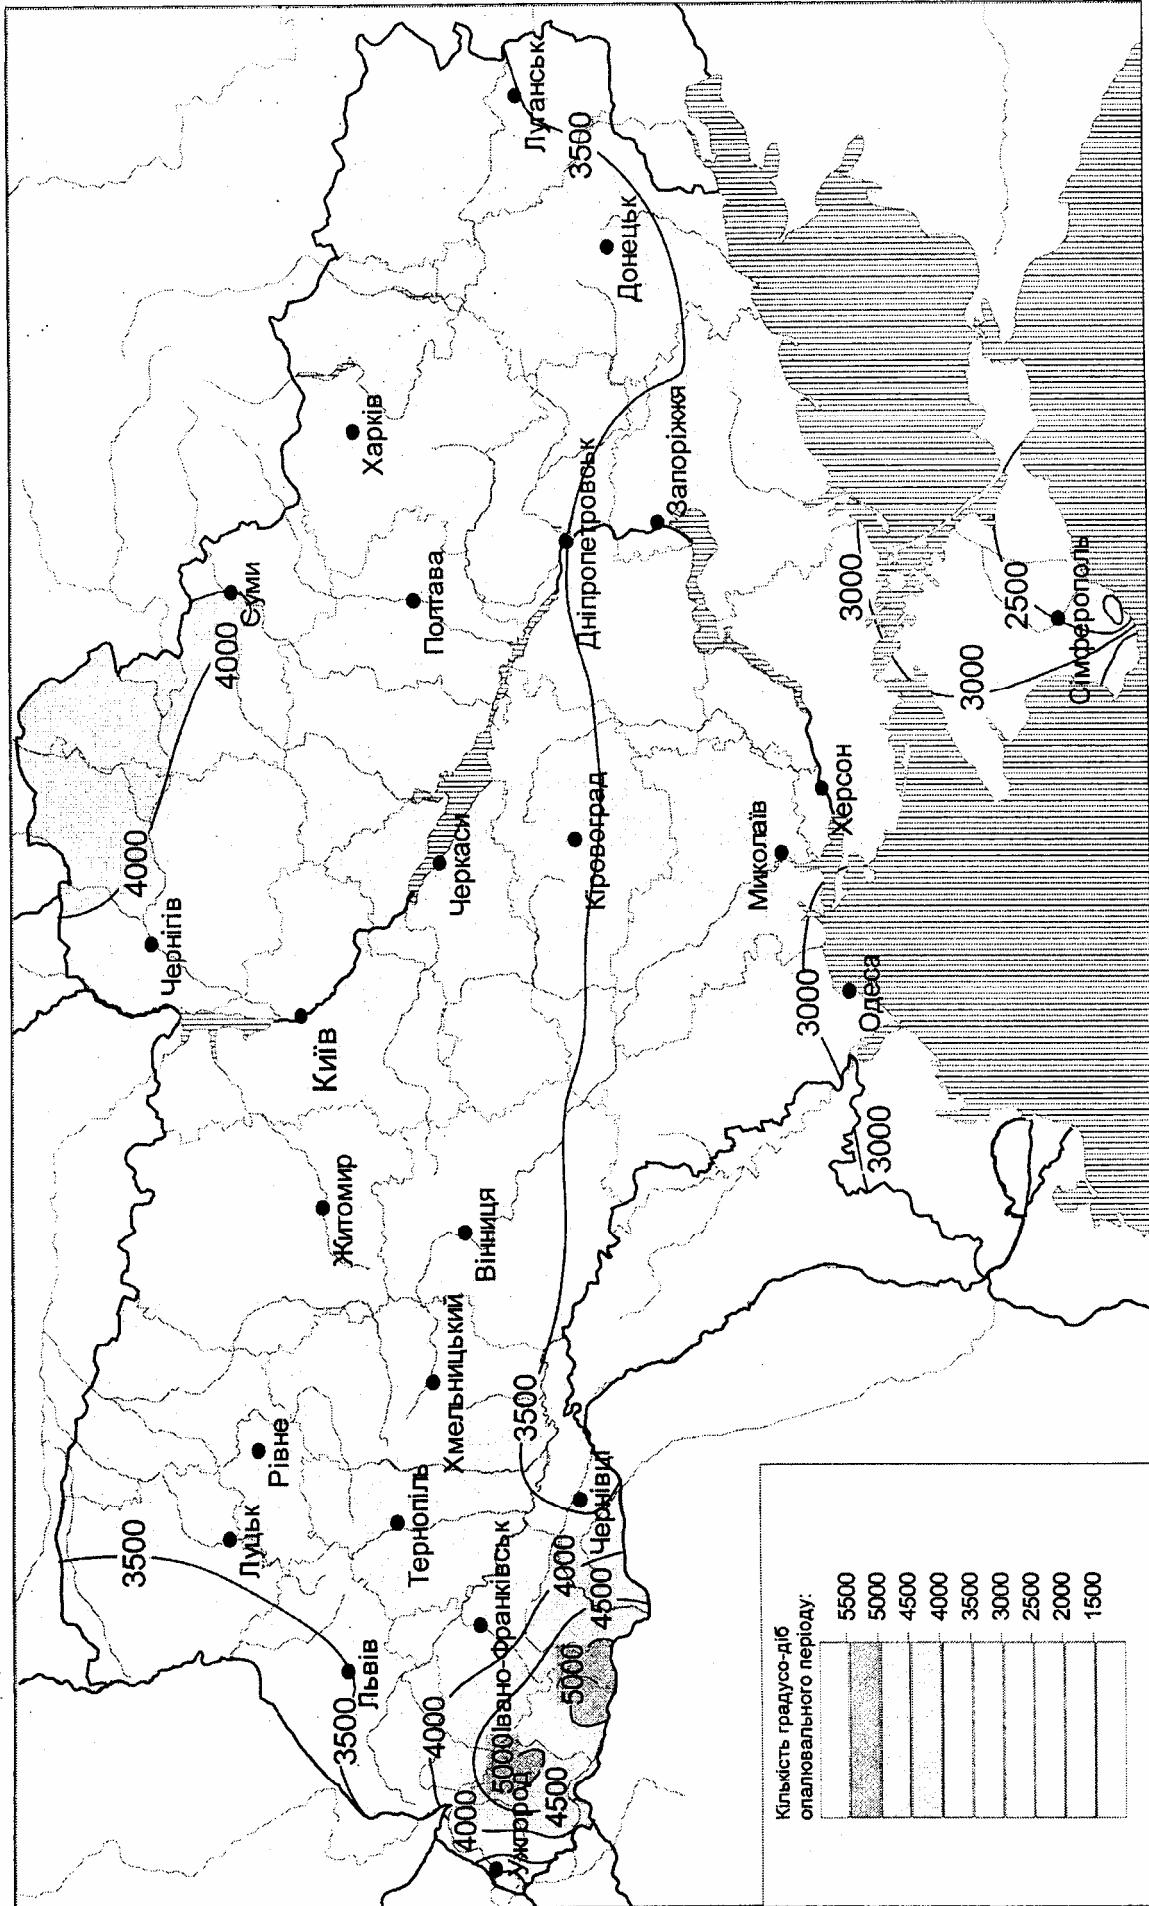 4000
4000
Чернігів
Суми
Київ
Харків
Полтава
Черкаси
Житомир
Вінниця
Хмельницький
Рівне
Луцьк
3500
Тернопіль
Львів
3500
4000
Івано-Франківськ
5000
4000
Ужгород
4500
5000
4500
4000
Чернівці
3500
Кіровоград
Дніпропетровськ
Запоріжжя
Донецьк
Луганськ
3500
Миколаїв
Херсон
Одеса
3000
3000
3000
3000
2500
Сімферополь
Кількість градусо-діб
опалювального періоду:
5500
5000
4500
4000
3500
3000
2500
2000
1500